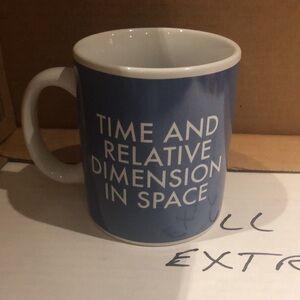 TIME AND
RELATIVE
DIMENSION
IN SPACE
LL
EXTR